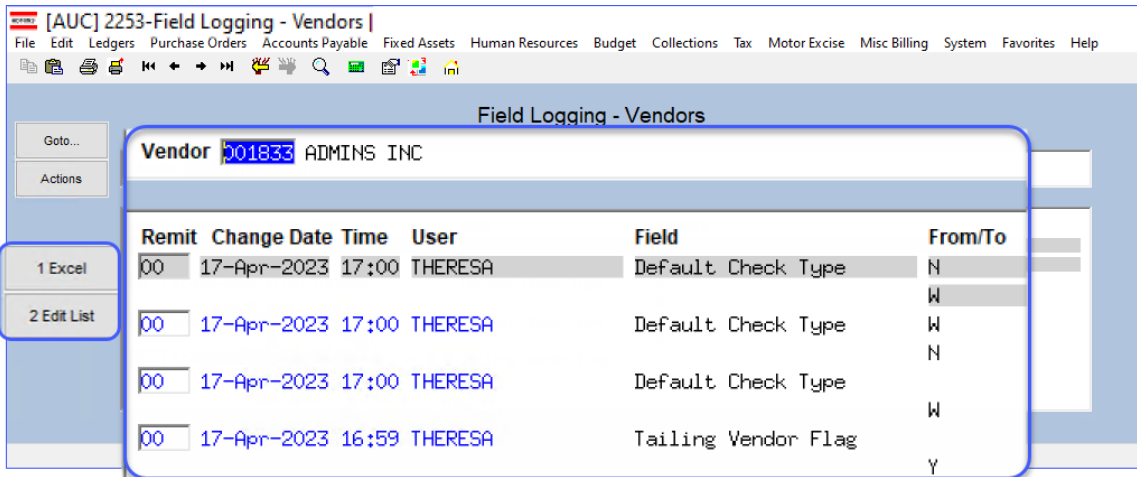 [AUC] 2253-Field Logging - Vendors |
File Edit Ledgers Purchase Orders Accounts Payable Fixed Assets Human Resources Budget Collections Tax Motor Excise Misc Billing System Favorites Help
Field Logging - Vendors
Goto...
Actions
1 Excel
2 Edit List
Vendor 001833 ADMINS INC
Remit Change Date Time User Field From/To
00 17-Apr-2023 17:00 THERESA Default Check Type N
W
00 17-Apr-2023 17:00 THERESA Default Check Type W
N
00 17-Apr-2023 17:00 THERESA Default Check Type
W
00 17-Apr-2023 16:59 THERESA Tailing Vendor Flag
Y